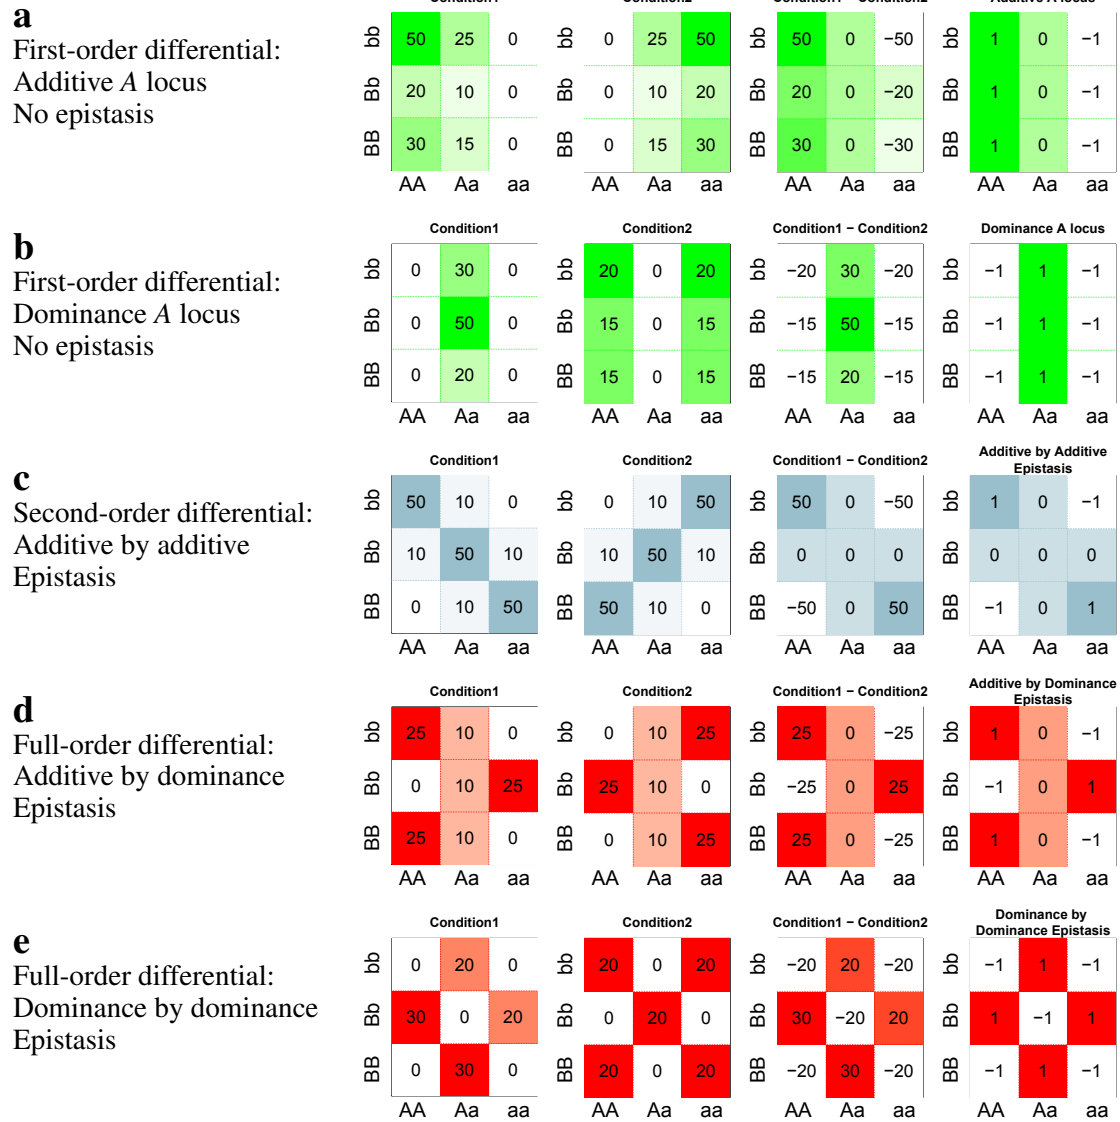 a
First-order differential:
Additive A locus
No epistasis
Condition1 Condition2 Condition1 − Condition2 Additive A locus
bb 50 25 0 bb 0 25 50 bb 50 0 −50 bb 1 0 −1
Bb 20 10 0 Bb 0 10 20 Bb 20 0 −20 Bb 1 0 −1
BB 30 15 0 BB 0 15 30 BB 30 0 −30 BB 1 0 −1
AA Aa aa AA Aa aa AA Aa aa AA Aa aa
b
First-order differential:
Dominance A locus
No epistasis
Condition1 Condition2 Condition1 − Condition2 Dominance A locus
bb 0 30 0 bb 20 0 20 bb −20 30 −20 bb −1 1 −1
Bb 0 50 0 Bb 15 0 15 Bb −15 50 −15 Bb −1 1 −1
BB 0 20 0 BB 15 0 15 BB −15 20 −15 BB −1 1 −1
AA Aa aa AA Aa aa AA Aa aa AA Aa aa
c
Second-order differential:
Additive by additive
Epistasis
Condition1 Condition2 Condition1 − Condition2 Additive by Additive
Epistasis
bb 50 10 0 bb 0 10 50 bb 50 0 −50 bb 1 0 −1
Bb 10 50 10 Bb 10 50 10 Bb 0 0 0 Bb 0 0 0
BB 0 10 50 BB 50 10 0 BB −50 0 50 BB −1 0 1
AA Aa aa AA Aa aa AA Aa aa AA Aa aa
d
Full-order differential:
Additive by dominance
Epistasis
Condition1 Condition2 Condition1 − Condition2 Additive by Dominance
Epistasis
bb 25 10 0 bb 0 10 25 bb 25 0 −25 bb 1 0 −1
Bb 0 10 25 Bb 25 10 0 Bb −25 0 25 Bb −1 0 1
BB 25 10 0 BB 0 10 25 BB 25 0 −25 BB 1 0 −1
AA Aa aa AA Aa aa AA Aa aa AA Aa aa
e
Full-order differential:
Dominance by dominance
Epistasis
Condition1 Condition2 Condition1 − Condition2 Dominance by
Dominance Epistasis
bb 0 20 0 bb 20 0 20 bb −20 20 −20 bb −1 1 −1
Bb 30 0 20 Bb 0 20 0 Bb 30 −20 20 Bb 1 −1 1
BB 0 30 0 BB 20 0 20 BB −20 30 −20 BB −1 1 −1
AA Aa aa AA Aa aa AA Aa aa AA Aa aa